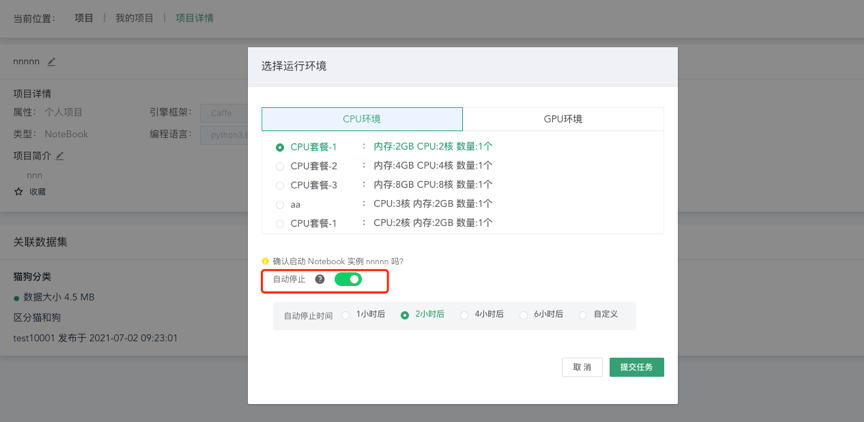 当前位置： 项目 | 我的项目 | 项目详情
nnnnn
项目详情
属性： 个人项目 引擎框架： Caffe
类型： NoteBook 编程语言： python3.6
项目简介
nnn
收藏
关联数据集
猫狗分类
数据大小 4.5 MB
区分猫和狗
test10001 发布于 2021-07-02 09:23:01
选择运行环境
CPU环境 GPU环境
CPU套餐-1 ： 内存:2GB CPU:2核 数量:1个
CPU套餐-2 ： 内存:4GB CPU:4核 数量:1个
CPU套餐-3 ： 内存:8GB CPU:8核 数量:1个
aa ： CPU:3核 内存:2GB 数量:1个
CPU套餐-1 ： CPU:2核 内存:2GB 数量:1个
确认启动 Notebook 实例 nnnnn 吗?
自动停止 ?
自动停止时间 1小时后 2小时后 4小时后 6小时后 自定义
取 消 提交任务